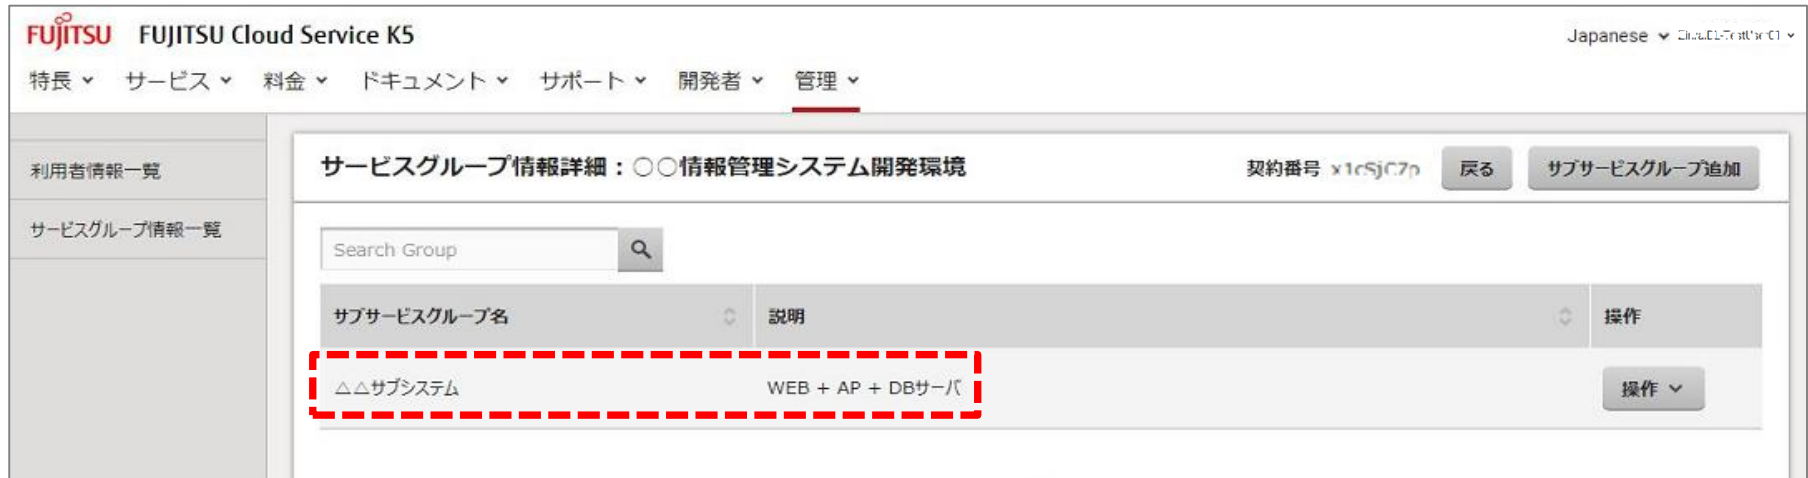 FUJITSU FUJITSU Cloud Service K5
Japanese
特長 サービス 料金 ドキュメント サポート 開発者 管理
利用者情報一覧
サービスグループ情報一覧
サービスグループ情報詳細：○○情報管理システム開発環境
契約番号 戻る サブサービスグループ追加
Search Group
サブサービスグループ名 説明 操作
△△サブシステム WEB + AP + DBサーバ 操作